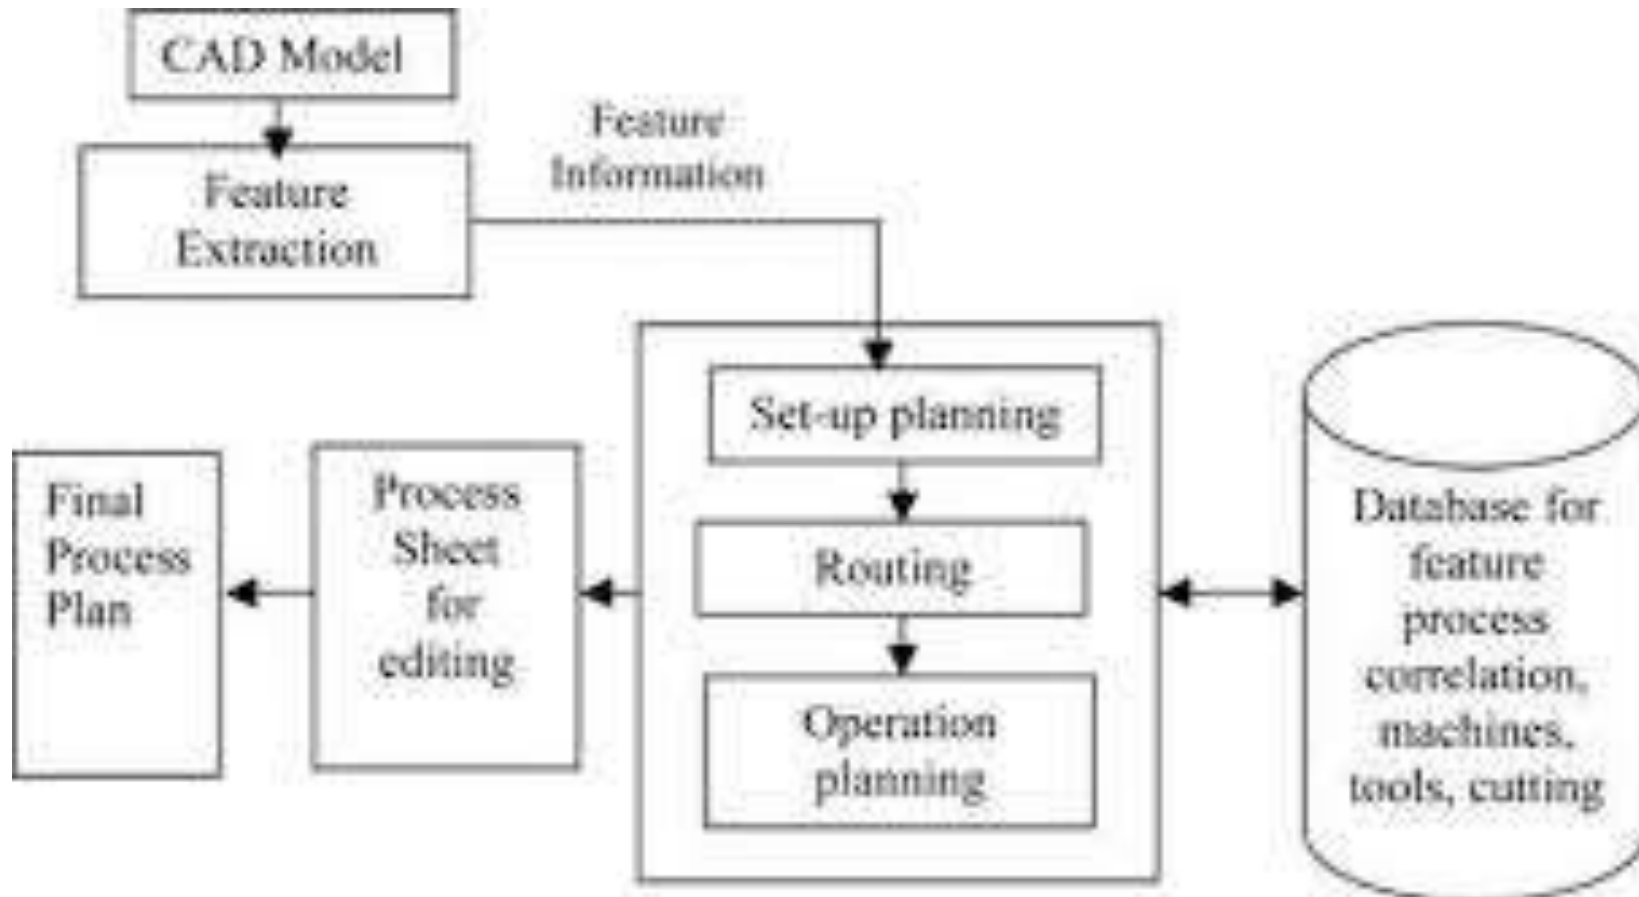 CAD Model
Feature
Extraction
Feature
Information
Set-up planning
Routing
Operation
planning
Process
Sheet
for
editing
Final
Process
Plan
Database for
feature
process
correlation,
machines,
tools, cutting